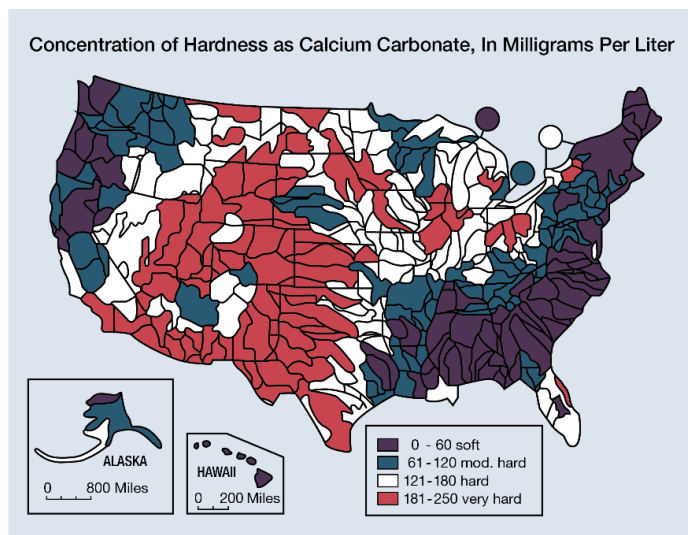 Concentration of Hardness as Calcium Carbonate, In Milligrams Per Liter
ALASKA
0 800 Miles
HAWAII
0 200 Miles
0 - 60 soft
61 - 120 mod. hard
121 - 180 hard
181 - 250 very hard